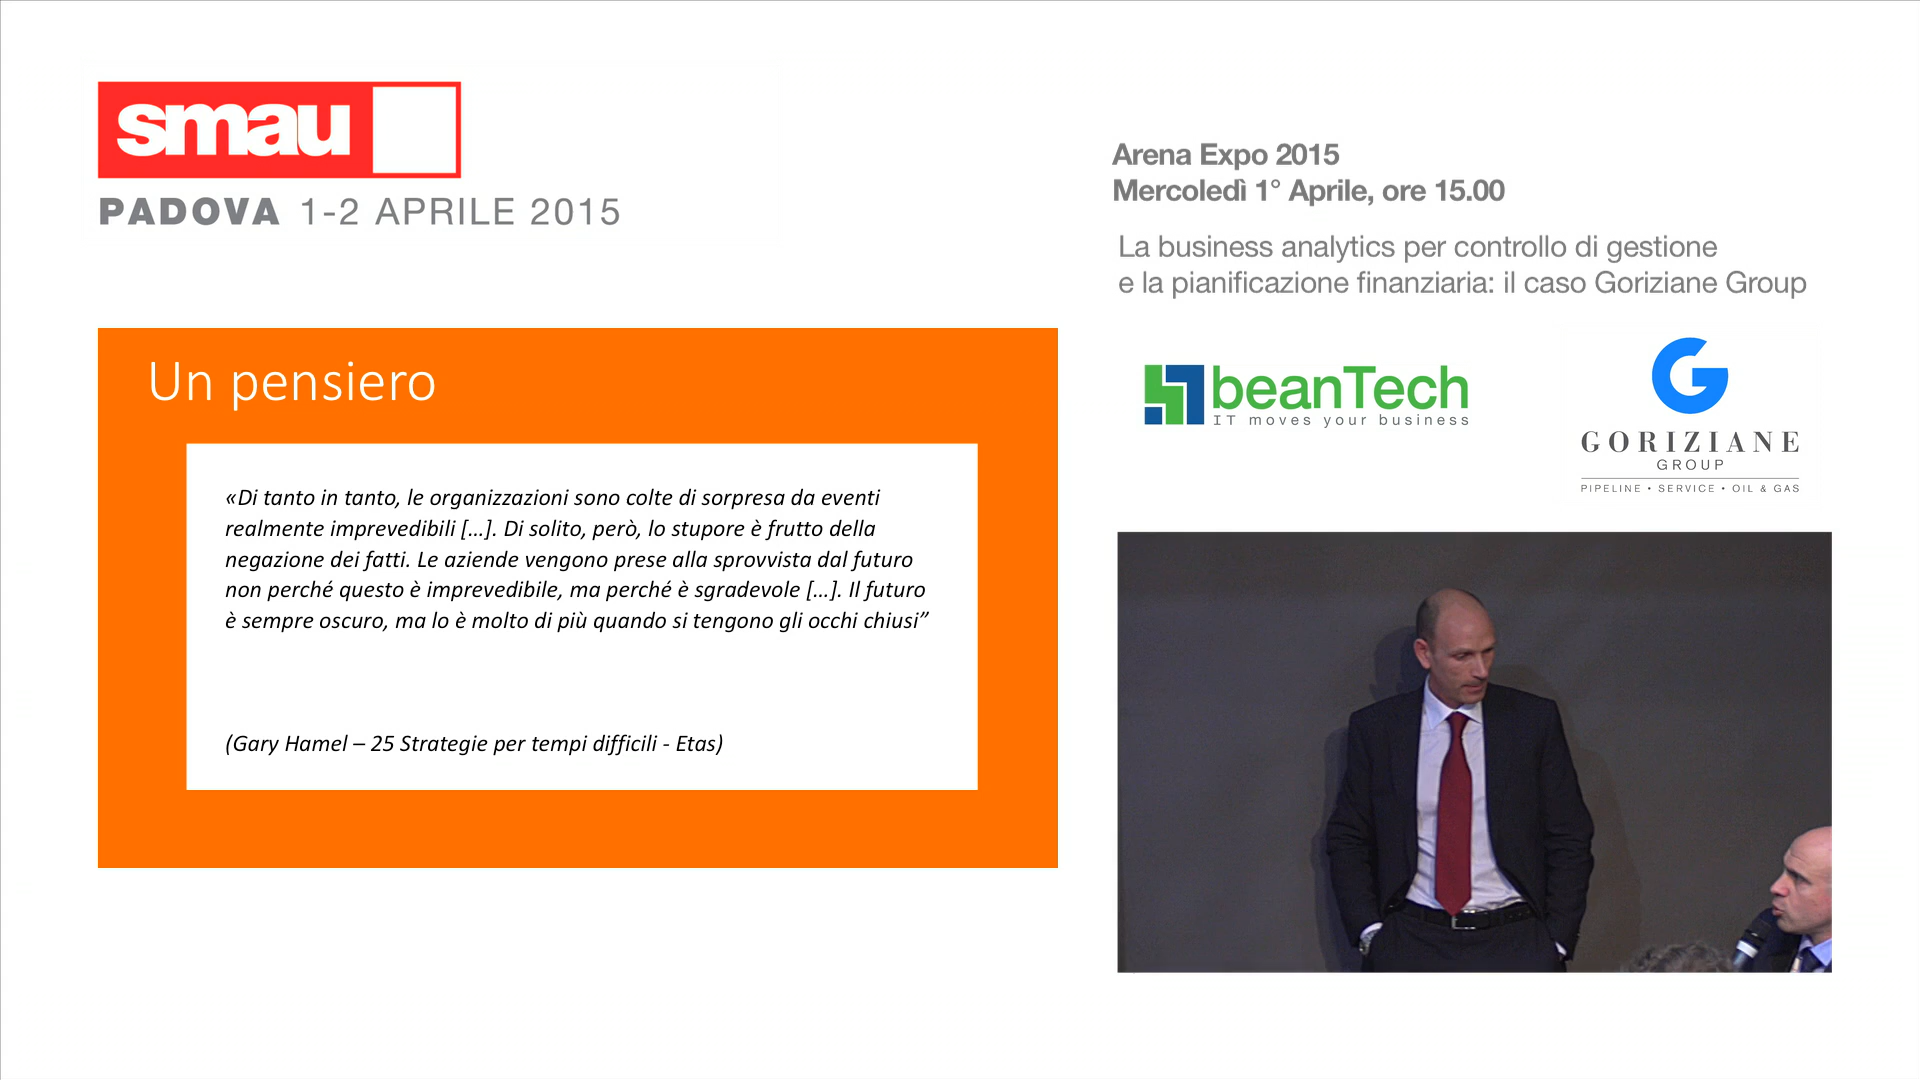 smau
PADOVA 1-2 APRILE 2015
Arena Expo 2015
Mercoledì 1° Aprile, ore 15.00
La business analytics per controllo di gestione
e la pianificazione finanziaria: il caso Goriziane Group
beanTech
IT moves your business
GORIZIANE
GROUP
PIPELINE • SERVICE • OIL & GAS
Un pensiero
«Di tanto in tanto, le organizzazioni sono colte di sorpresa da eventi
realmente imprevedibili […]. Di solito, però, lo stupore è frutto della
negazione dei fatti. Le aziende vengono prese alla sprovvista dal futuro
non perché questo è imprevedibile, ma perché è sgradevole […]. Il futuro
è sempre oscuro, ma lo è molto di più quando si tengono gli occhi chiusi”
(Gary Hamel – 25 Strategie per tempi difficili - Etas)